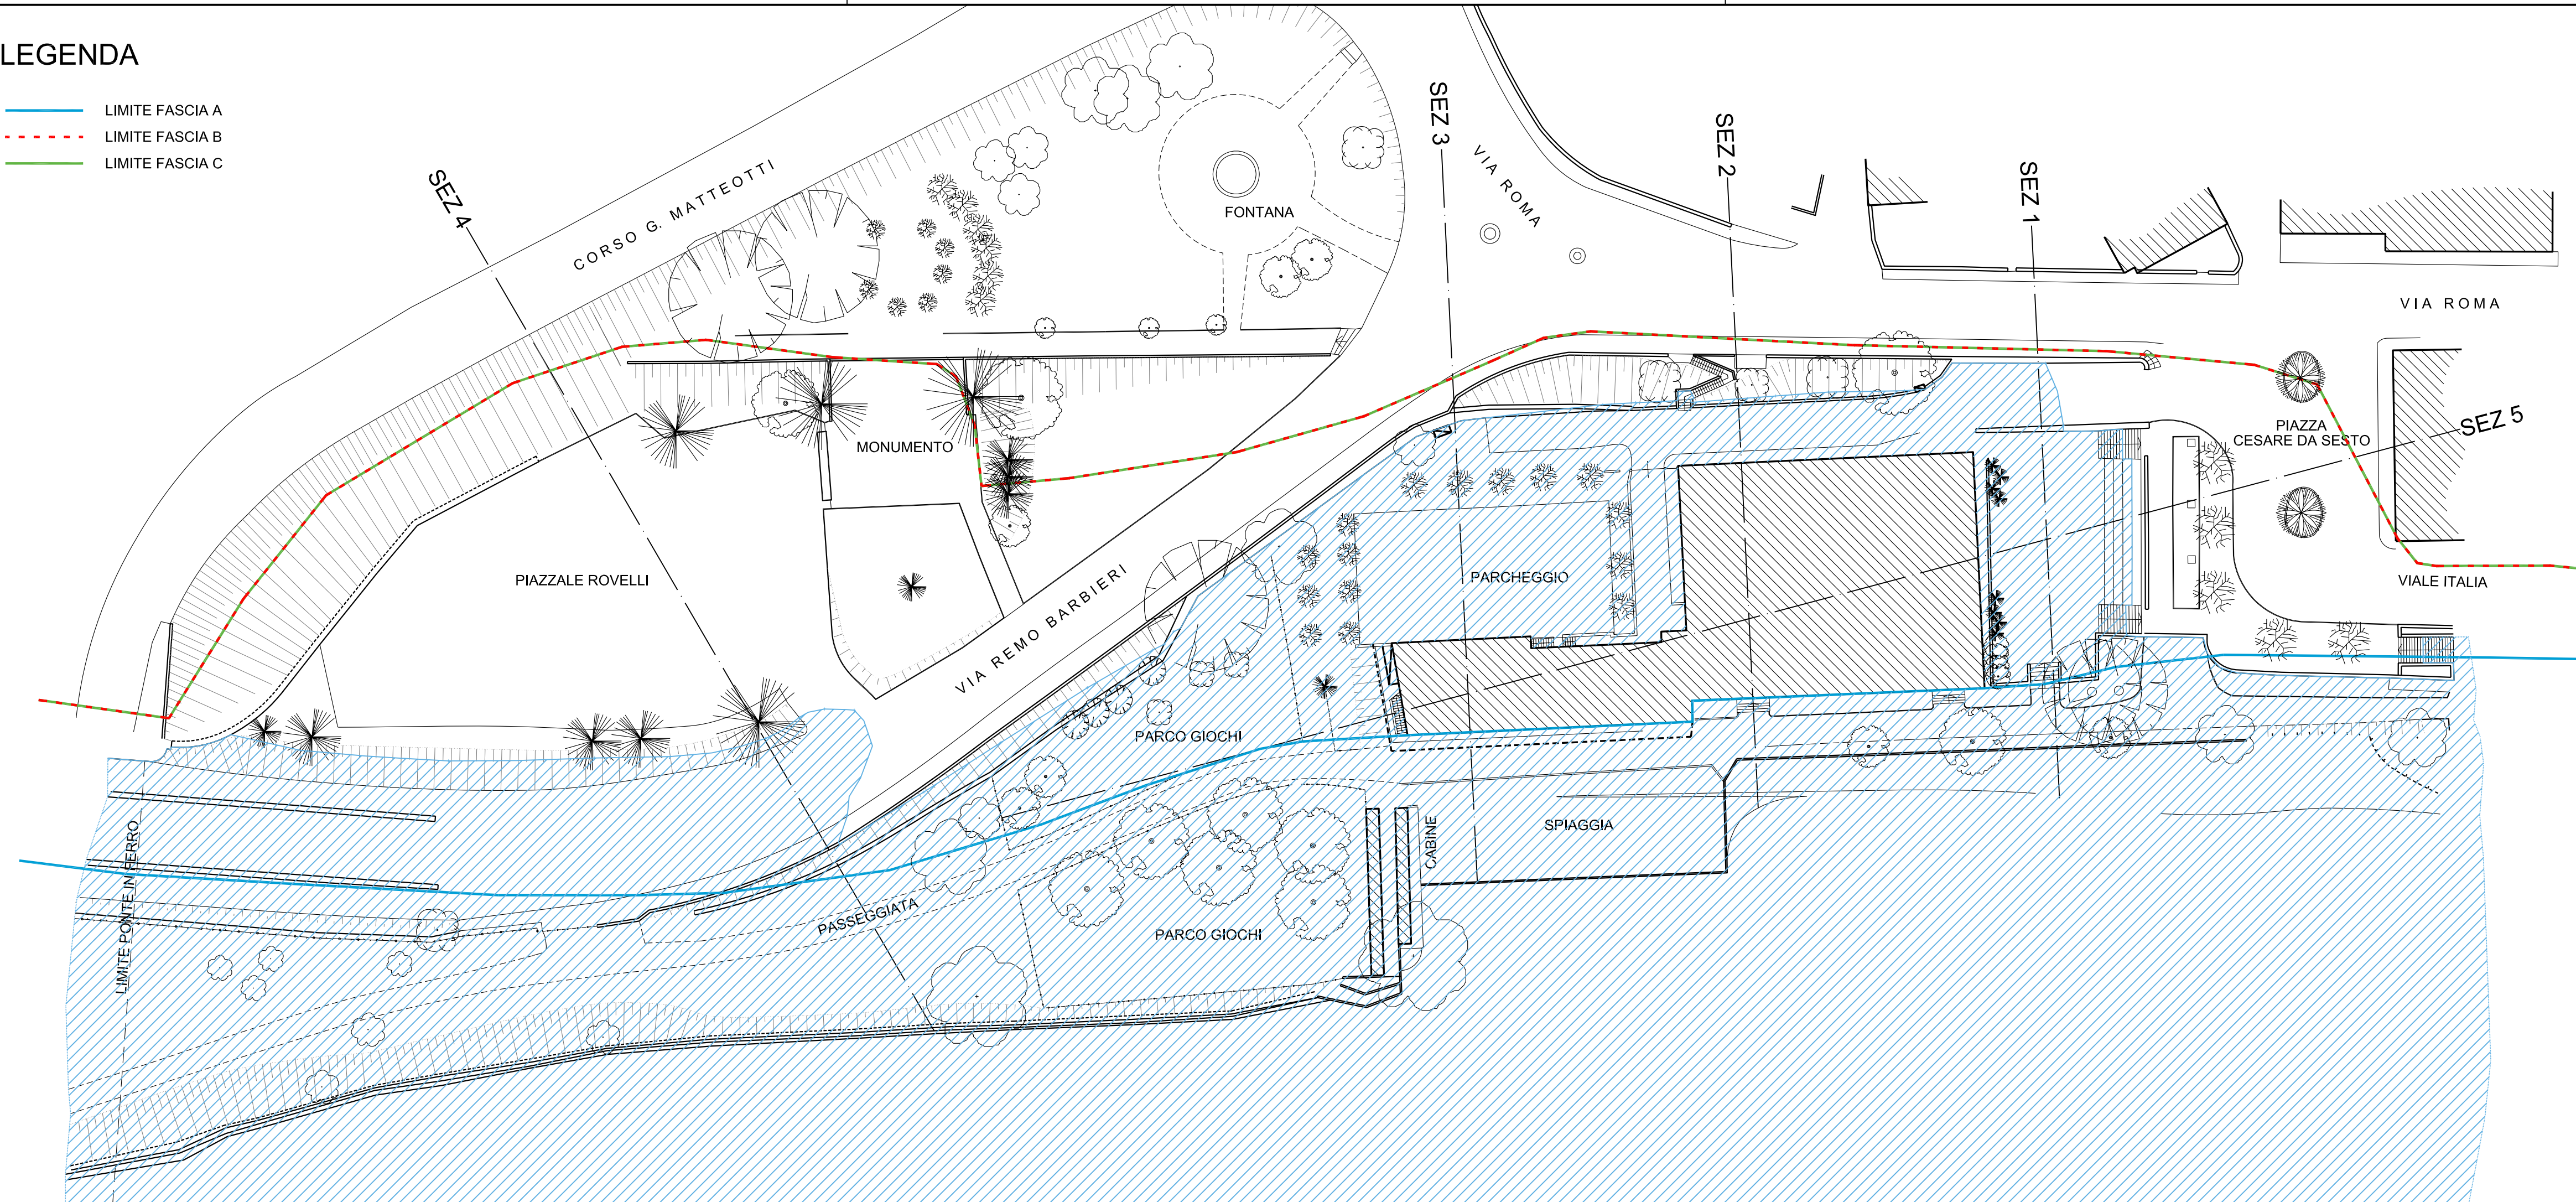 LEGENDA
LIMITE FASCIA A
LIMITE FASCIA B
LIMITE FASCIA C
SEZ 4
CORSO G. MATTEOTTI
FONTANA
SEZ 3
VIA ROMA
SEZ 2
SEZ 1
VIA ROMA
PIAZZA
CESARE DA SESTO
SEZ 5
MONUMENTO
PIAZZALE ROVELLI
VIA REMO BARBIERI
PARCHEGGIO
VIALE ITALIA
PARCO GIOCHI
SPIAGGIA
CABINE
LIMITE PONTE IN FERRO
PASSEGGIATA
PARCO GIOCHI